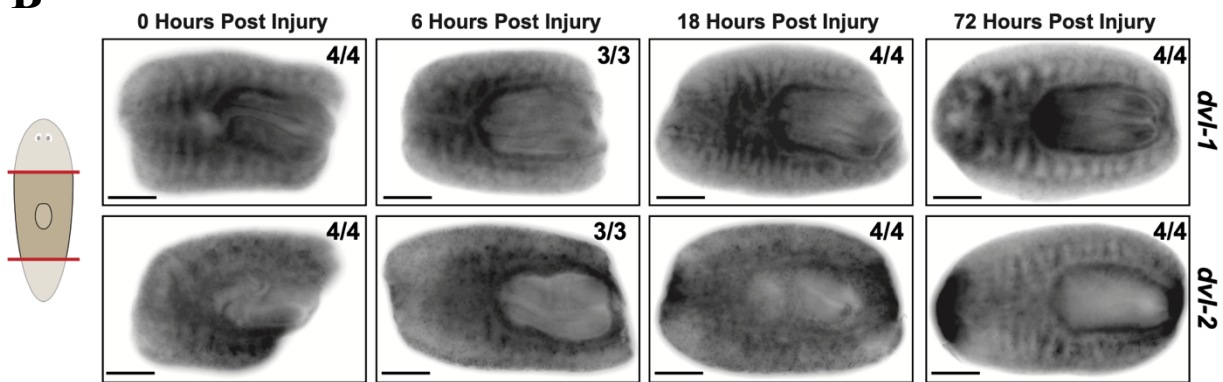 B
0 Hours Post Injury 6 Hours Post Injury 18 Hours Post Injury 72 Hours Post Injury
4/4 3/3 4/4 4/4 dvl-1
4/4 3/3 4/4 4/4 dvl-2